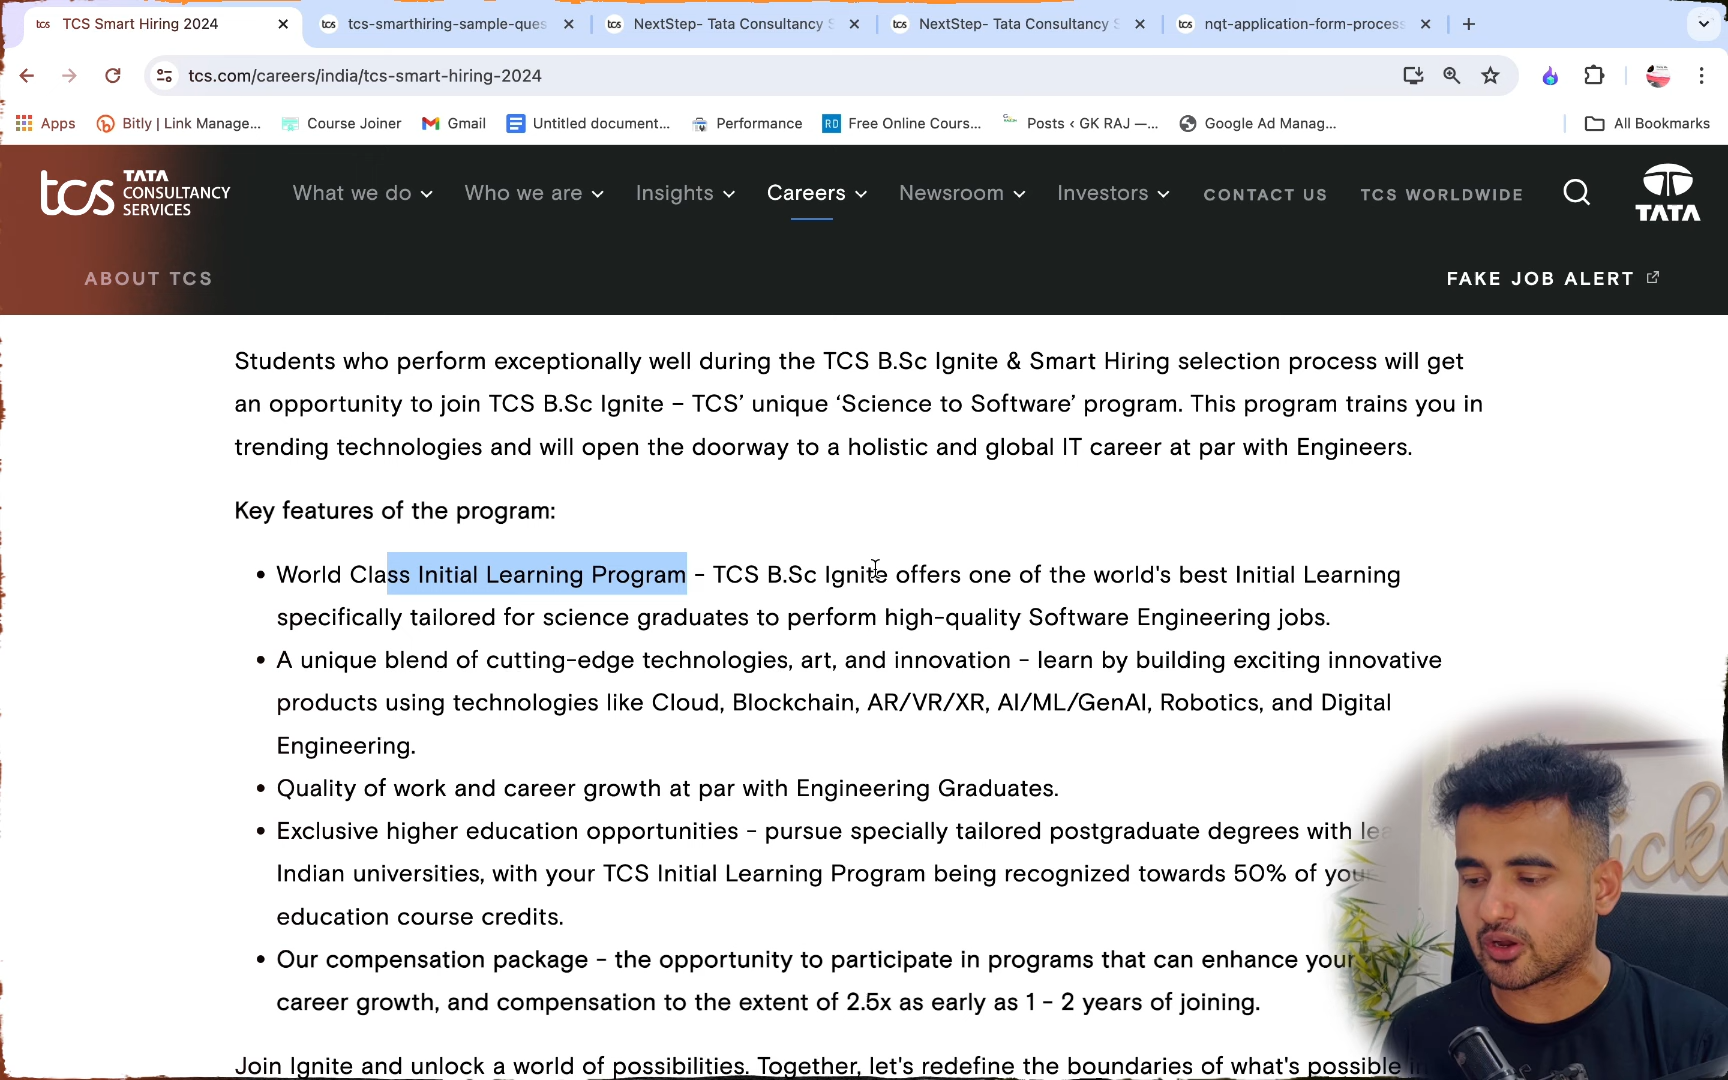 TCS Smart Hiring 2024
tcs-smarthiring-sample-ques
NextStep- Tata Consultancy S
NextStep- Tata Consultancy S
nqt-application-form-process
tcs.com/careers/india/tcs-smart-hiring-2024
Apps
Bitly | Link Manage...
Course Joiner
Gmail
Untitled document...
Performance
RD Free Online Cours...
Posts ‹ GK RAJ —...
Google Ad Manag...
All Bookmarks
tcs TATA CONSULTANCY SERVICES
What we do
Who we are
Insights
Careers
Newsroom
Investors
CONTACT US
TCS WORLDWIDE
TATA
ABOUT TCS
FAKE JOB ALERT
Students who perform exceptionally well during the TCS B.Sc Ignite & Smart Hiring selection process will get
an opportunity to join TCS B.Sc Ignite – TCS’ unique ‘Science to Software’ program. This program trains you in
trending technologies and will open the doorway to a holistic and global IT career at par with Engineers.
Key features of the program:
• World Class Initial Learning Program - TCS B.Sc Ignite offers one of the world's best Initial Learning
specifically tailored for science graduates to perform high-quality Software Engineering jobs.
• A unique blend of cutting-edge technologies, art, and innovation - learn by building exciting innovative
products using technologies like Cloud, Blockchain, AR/VR/XR, AI/ML/GenAI, Robotics, and Digital
Engineering.
• Quality of work and career growth at par with Engineering Graduates.
• Exclusive higher education opportunities - pursue specially tailored postgraduate degrees with
Indian universities, with your TCS Initial Learning Program being recognized towards 50% of
education course credits.
• Our compensation package - the opportunity to participate in programs that can enhance your
career growth, and compensation to the extent of 2.5x as early as 1 - 2 years of joining.
Join Ignite and unlock a world of possibilities. Together, let's redefine the boundaries of what's possible